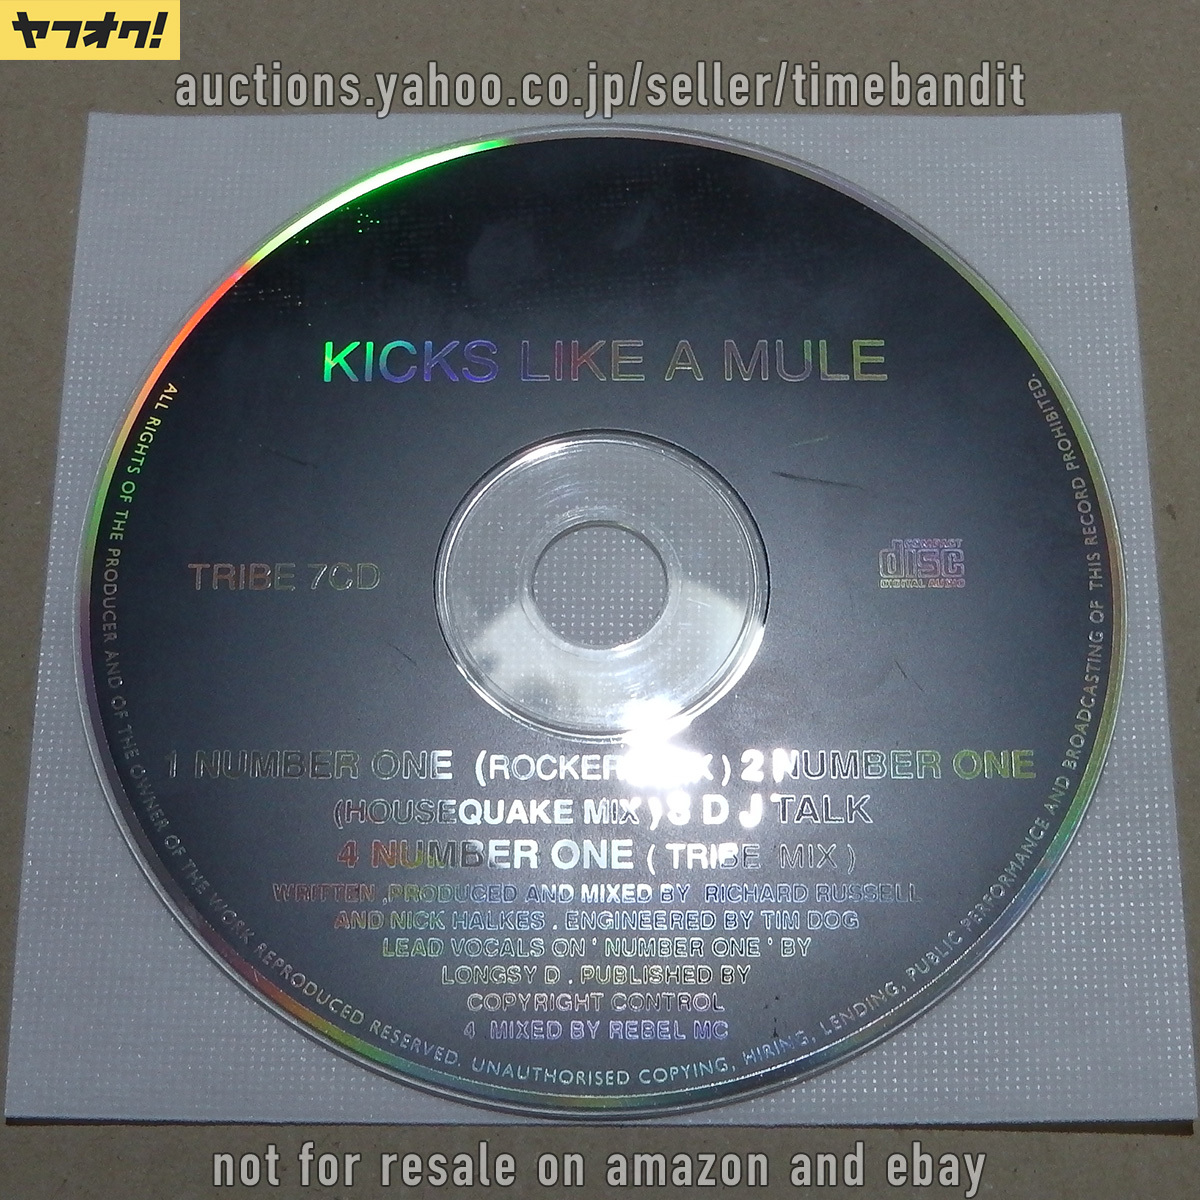 ヤフオク!
auctions.yahoo.co.jp/seller/timebandit
KICKS LIKE A MULE
TRIBE 7CD
COMPACT
disc
DIGITAL AUDIO
1 NUMBER ONE (ROCKER MIX) 2 NUMBER ONE
(HOUSEQUAKE MIX) 3 D J TALK
4 NUMBER ONE ( TRIBE MIX )
WRITTEN ,PRODUCED AND MIXED BY RICHARD RUSSELL
AND NICK HALKES . ENGINEERED BY TIM DOG
LEAD VOCALS ON ' NUMBER ONE ' BY
LONGSY D . PUBLISHED BY
COPYRIGHT CONTROL
4 MIXED BY REBEL MC
ALL RIGHTS OF THE PRODUCER AND OF THE OWNER OF THE WORK REPRODUCED RESERVED. UNAUTHORISED COPYING, HIRING, LENDING, PUBLIC PERFORMANCE AND BROADCASTING OF THIS RECORD PROHIBITED.
not for resale on amazon and ebay